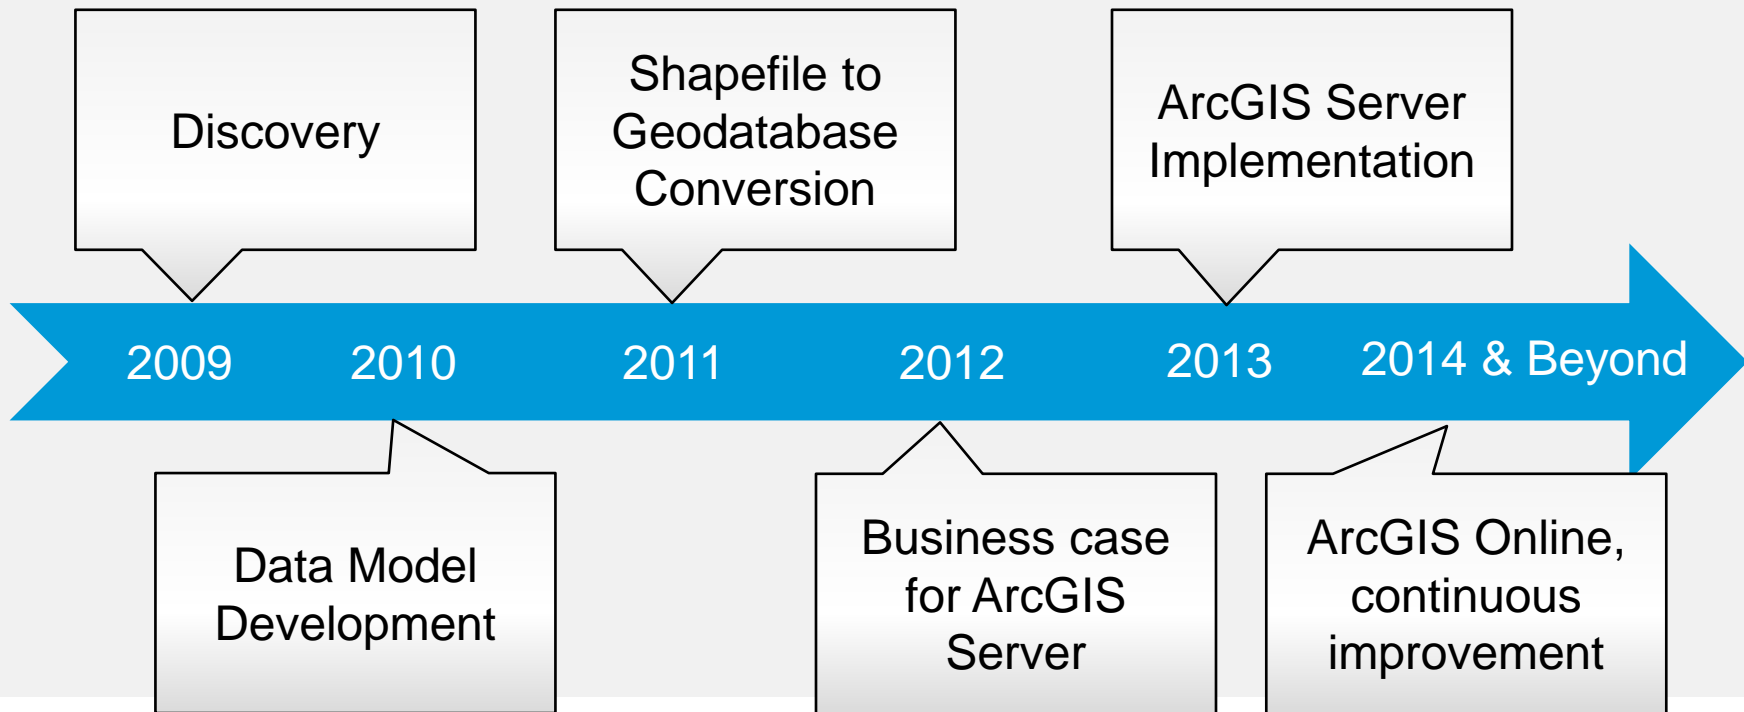 Discovery
Shapefile to
Geodatabase
Conversion
ArcGIS Server
Implementation
2009
2010
2011
2012
2013
2014 & Beyond
Data Model
Development
Business case
for ArcGIS
Server
ArcGIS Online,
continuous
improvement